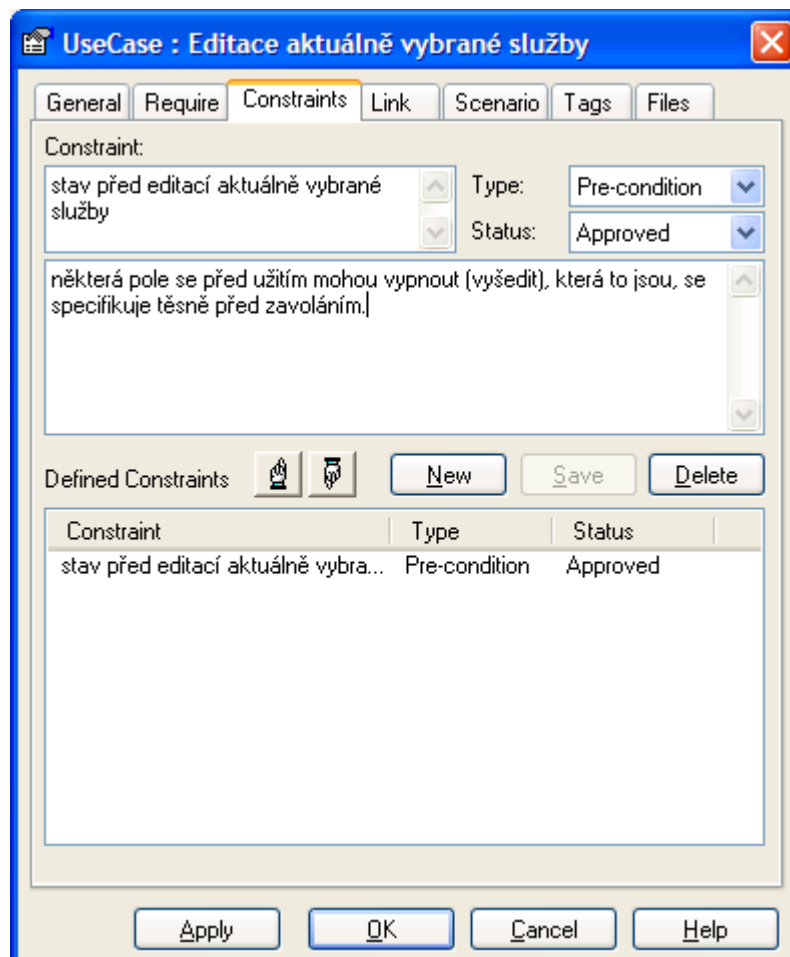 UseCase : Editace aktuálně vybrané služby
General Require Constraints Link Scenario Tags Files
Constraint:
stav před editací aktuálně vybrané
služby
Type: Pre-condition
Status: Approved
některá pole se před užitím mohou vypnout (vyšedit), která to jsou, se
specifikuje těsně před zavoláním.
Defined Constraints New Save Delete
Constraint Type Status
stav před editací aktuálně vybra... Pre-condition Approved
Apply OK Cancel Help